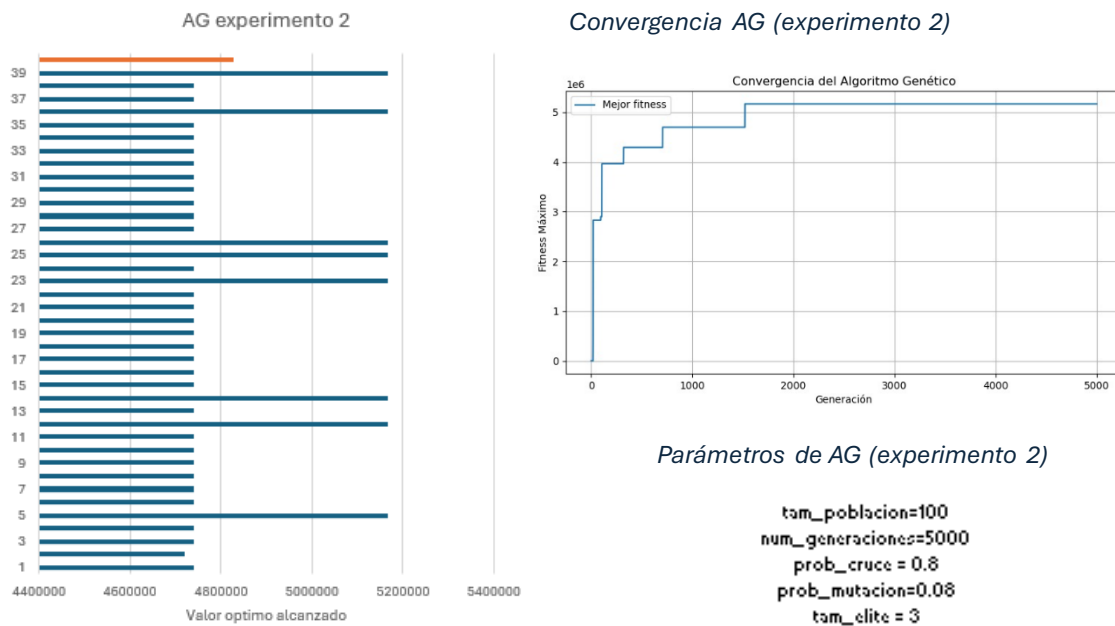 AG experimento 2
39
37
35
33
31
29
27
25
23
21
19
17
15
13
11
9
7
5
3
1
4400000 4600000 4800000 5000000 5200000 5400000
Valor optimo alcanzado
Convergencia AG (experimento 2)
Convergencia del Algoritmo Genético
1e6
Mejor fitness
5
4
3
2
1
0
Fitness Máximo
0 1000 2000 3000 4000 5000
Generación
Parámetros de AG (experimento 2)
tam_poblacion=100
num_generaciones=5000
prob_cruce = 0.8
prob_mutacion=0.08
tam_elite = 3